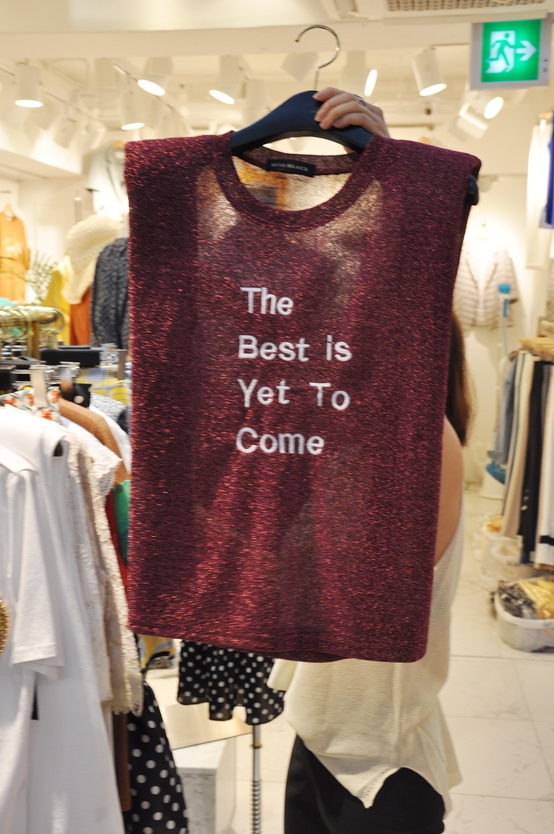 The
Best is
Yet To
Come